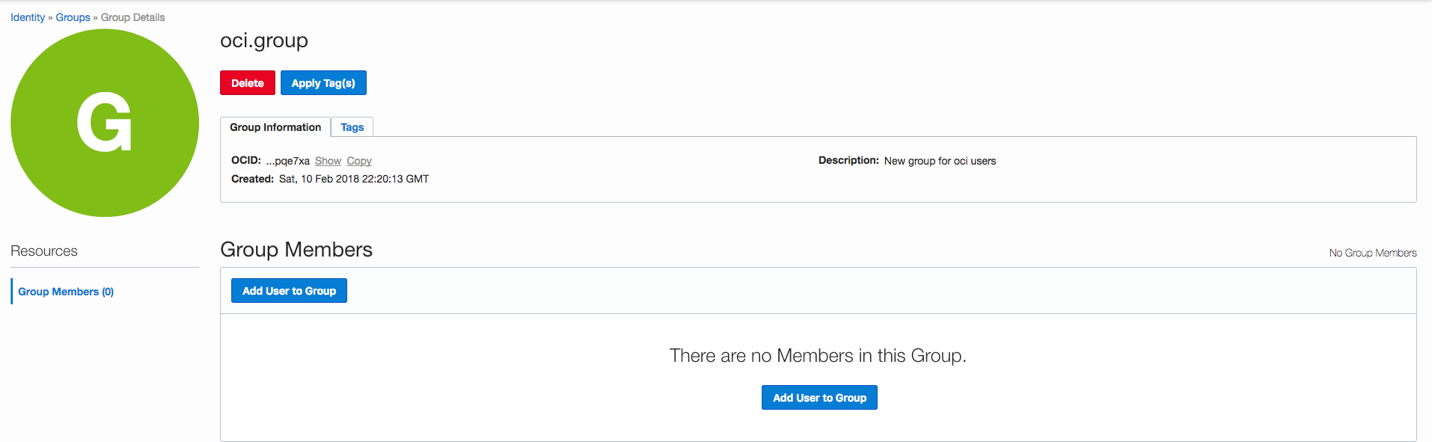 Identity » Groups » Group Details
G
oci.group
Delete Apply Tag(s)
Group Information Tags
OCID: ...pqe7xa Show Copy
Description: New group for oci users
Created: Sat, 10 Feb 2018 22:20:13 GMT
Resources
Group Members (0)
Group Members
No Group Members
Add User to Group
There are no Members in this Group.
Add User to Group